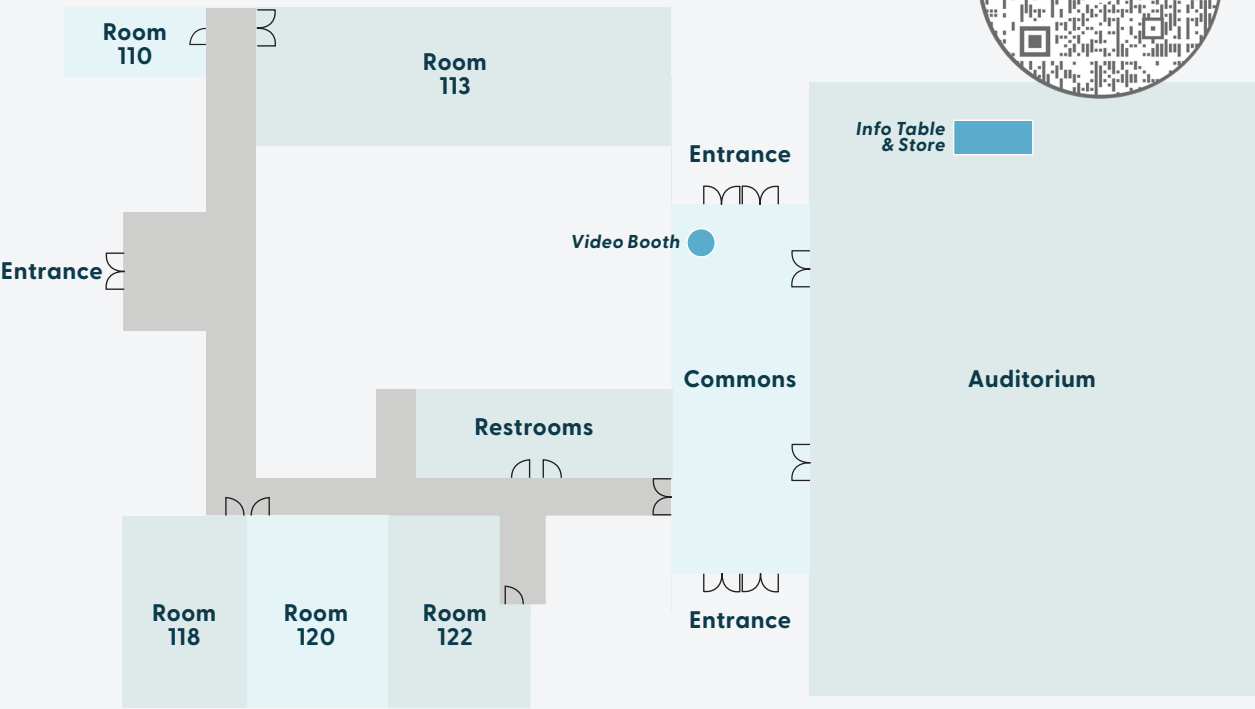 Room
110
Room
113
Info Table
& Store
Entrance
Video Booth
Entrance
Commons
Auditorium
Restrooms
Room
118
Room
120
Room
122
Entrance